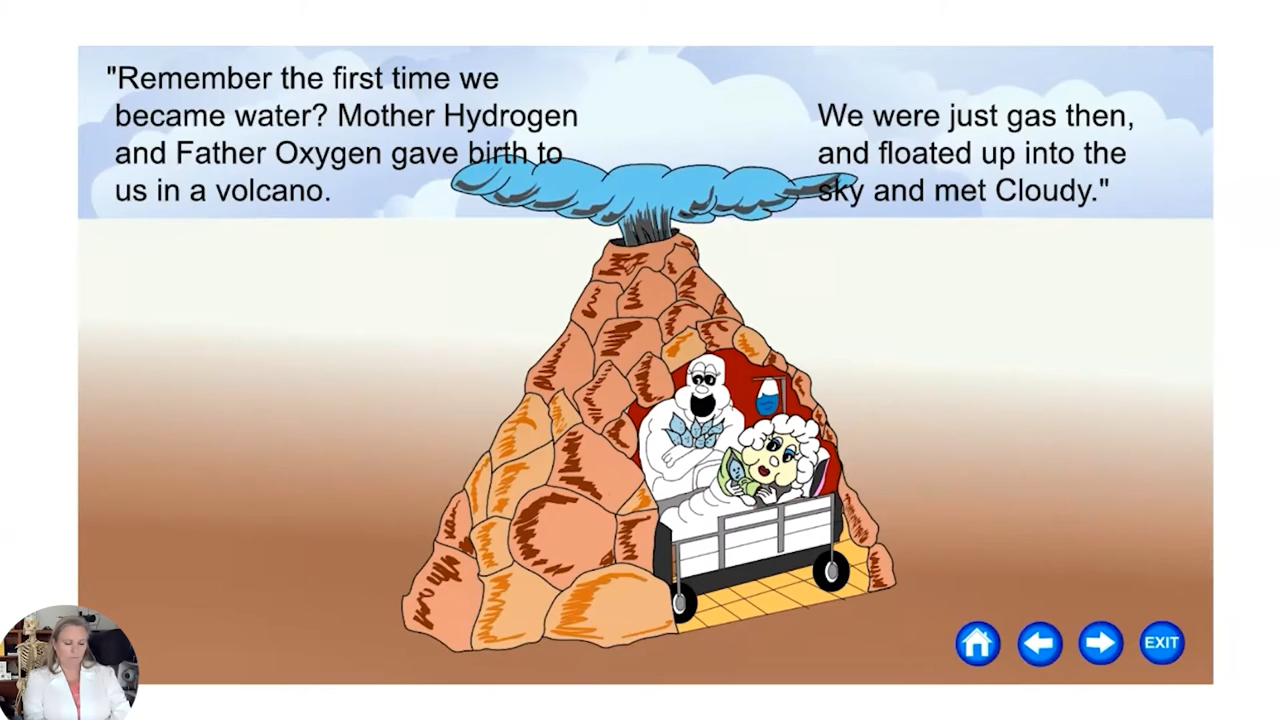 "Remember the first time we
became water? Mother Hydrogen
and Father Oxygen gave birth to
us in a volcano.
We were just gas then,
and floated up into the
sky and met Cloudy."
EXIT